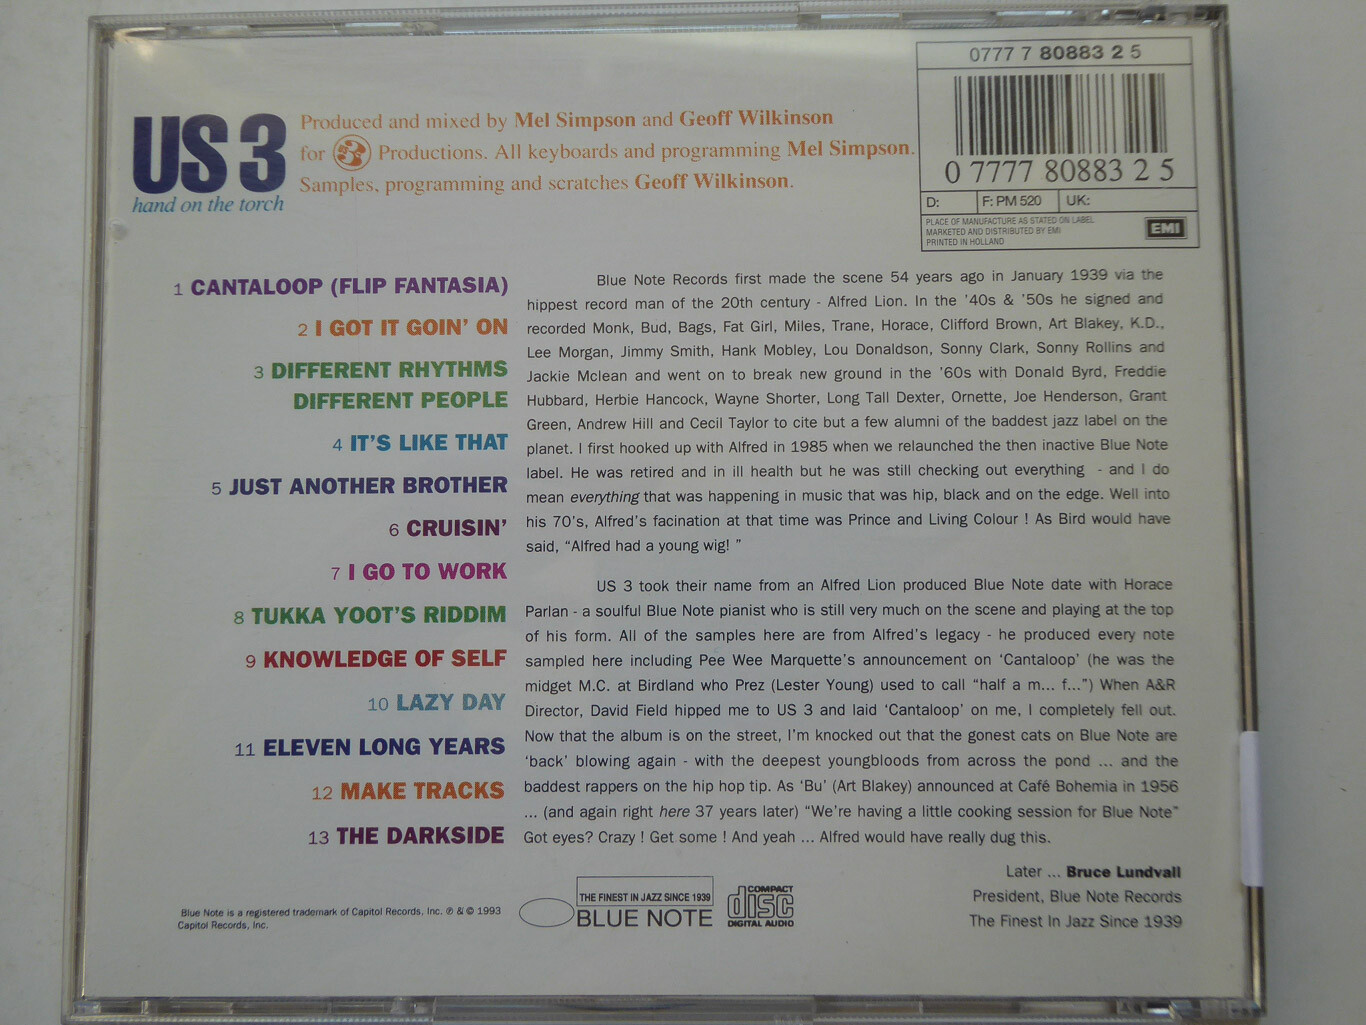 0777 7 80883 2 5
0 7777 80883 2 5
D: F: PM 520 UK:
PLACE OF MANUFACTURE AS STATED ON LABEL
MARKETED AND DISTRIBUTED BY EMI
PRINTED IN HOLLAND
EMI
US 3
hand on the torch
Produced and mixed by Mel Simpson and Geoff Wilkinson
for Productions. All keyboards and programming Mel Simpson.
Samples, programming and scratches Geoff Wilkinson.
1 CANTALOOP (FLIP FANTASIA)
2 I GOT IT GOIN' ON
3 DIFFERENT RHYTHMS
DIFFERENT PEOPLE
4 IT'S LIKE THAT
5 JUST ANOTHER BROTHER
6 CRUISIN'
7 I GO TO WORK
8 TUKKA YOOT'S RIDDIM
9 KNOWLEDGE OF SELF
10 LAZY DAY
11 ELEVEN LONG YEARS
12 MAKE TRACKS
13 THE DARKSIDE
Blue Note Records first made the scene 54 years ago in January 1939 via the
hippest record man of the 20th century - Alfred Lion. In the '40s & '50s he signed and
recorded Monk, Bud, Bags, Fat Girl, Miles, Trane, Horace, Clifford Brown, Art Blakey, K.D.,
Lee Morgan, Jimmy Smith, Hank Mobley, Lou Donaldson, Sonny Clark, Sonny Rollins and
Jackie Mclean and went on to break new ground in the '60s with Donald Byrd, Freddie
Hubbard, Herbie Hancock, Wayne Shorter, Long Tall Dexter, Ornette, Joe Henderson, Grant
Green, Andrew Hill and Cecil Taylor to cite but a few alumni of the baddest jazz label on the
planet. I first hooked up with Alfred in 1985 when we relaunched the then inactive Blue Note
label. He was retired and in ill health but he was still checking out everything - and I do
mean everything that was happening in music that was hip, black and on the edge. Well into
his 70's, Alfred's facination at that time was Prince and Living Colour ! As Bird would have
said, "Alfred had a young wig! "
US 3 took their name from an Alfred Lion produced Blue Note date with Horace
Parlan - a soulful Blue Note pianist who is still very much on the scene and playing at the top
of his form. All of the samples here are from Alfred's legacy - he produced every note
sampled here including Pee Wee Marquette's announcement on 'Cantaloop' (he was the
midget M.C. at Birdland who Prez (Lester Young) used to call "half a m... f...") When A&R
Director, David Field hipped me to US 3 and laid 'Cantaloop' on me, I completely fell out.
Now that the album is on the street, I'm knocked out that the gonest cats on Blue Note are
'back' blowing again - with the deepest youngbloods from across the pond ... and the
baddest rappers on the hip hop tip. As 'Bu' (Art Blakey) announced at Café Bohemia in 1956
... (and again right here 37 years later) "We're having a little cooking session for Blue Note"
Got eyes? Crazy ! Get some ! And yeah ... Alfred would have really dug this.
Later ... Bruce Lundvall
President, Blue Note Records
The Finest In Jazz Since 1939
Blue Note is a registered trademark of Capitol Records, Inc. ℗ & © 1993
Capitol Records, Inc.
THE FINEST IN JAZZ SINCE 1939
BLUE NOTE
COMPACT
disc
DIGITAL AUDIO